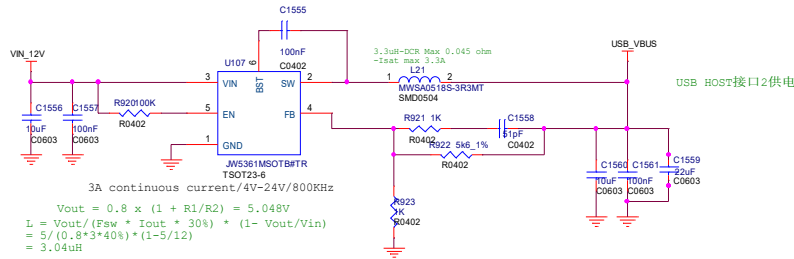 C1555
100nF
C0402
VIN_12V
USB_VBUS
3.3uH-DCR Max 0.045 ohm
-Isat max 3.3A
U107
6
BST
3
VIN
SW
2
1
L21
2
MWSA0518S-3R3MT
SMD0504
USB HOST接口2供电
C1556
10uF
C0603
C1557
100nF
C0603
R920100K
R0402
5
EN
FB
4
1
GND
JW5361MSOTB#TR
TSOT23-6
R921 1K
R0402
C1558
51pF
C0402
R922 5k6_1%
R0402
C1560
10uF
C0603
C1561
100nF
C0603
C1559
22uF
C0603
R923
1K
R0402
3A continuous current/4V-24V/800KHz
Vout = 0.8 x (1 + R1/R2) = 5.048V
L = Vout/(Fsw * Iout * 30%) * (1- Vout/Vin)
= 5/(0.8*3*40%)*(1-5/12)
= 3.04uH